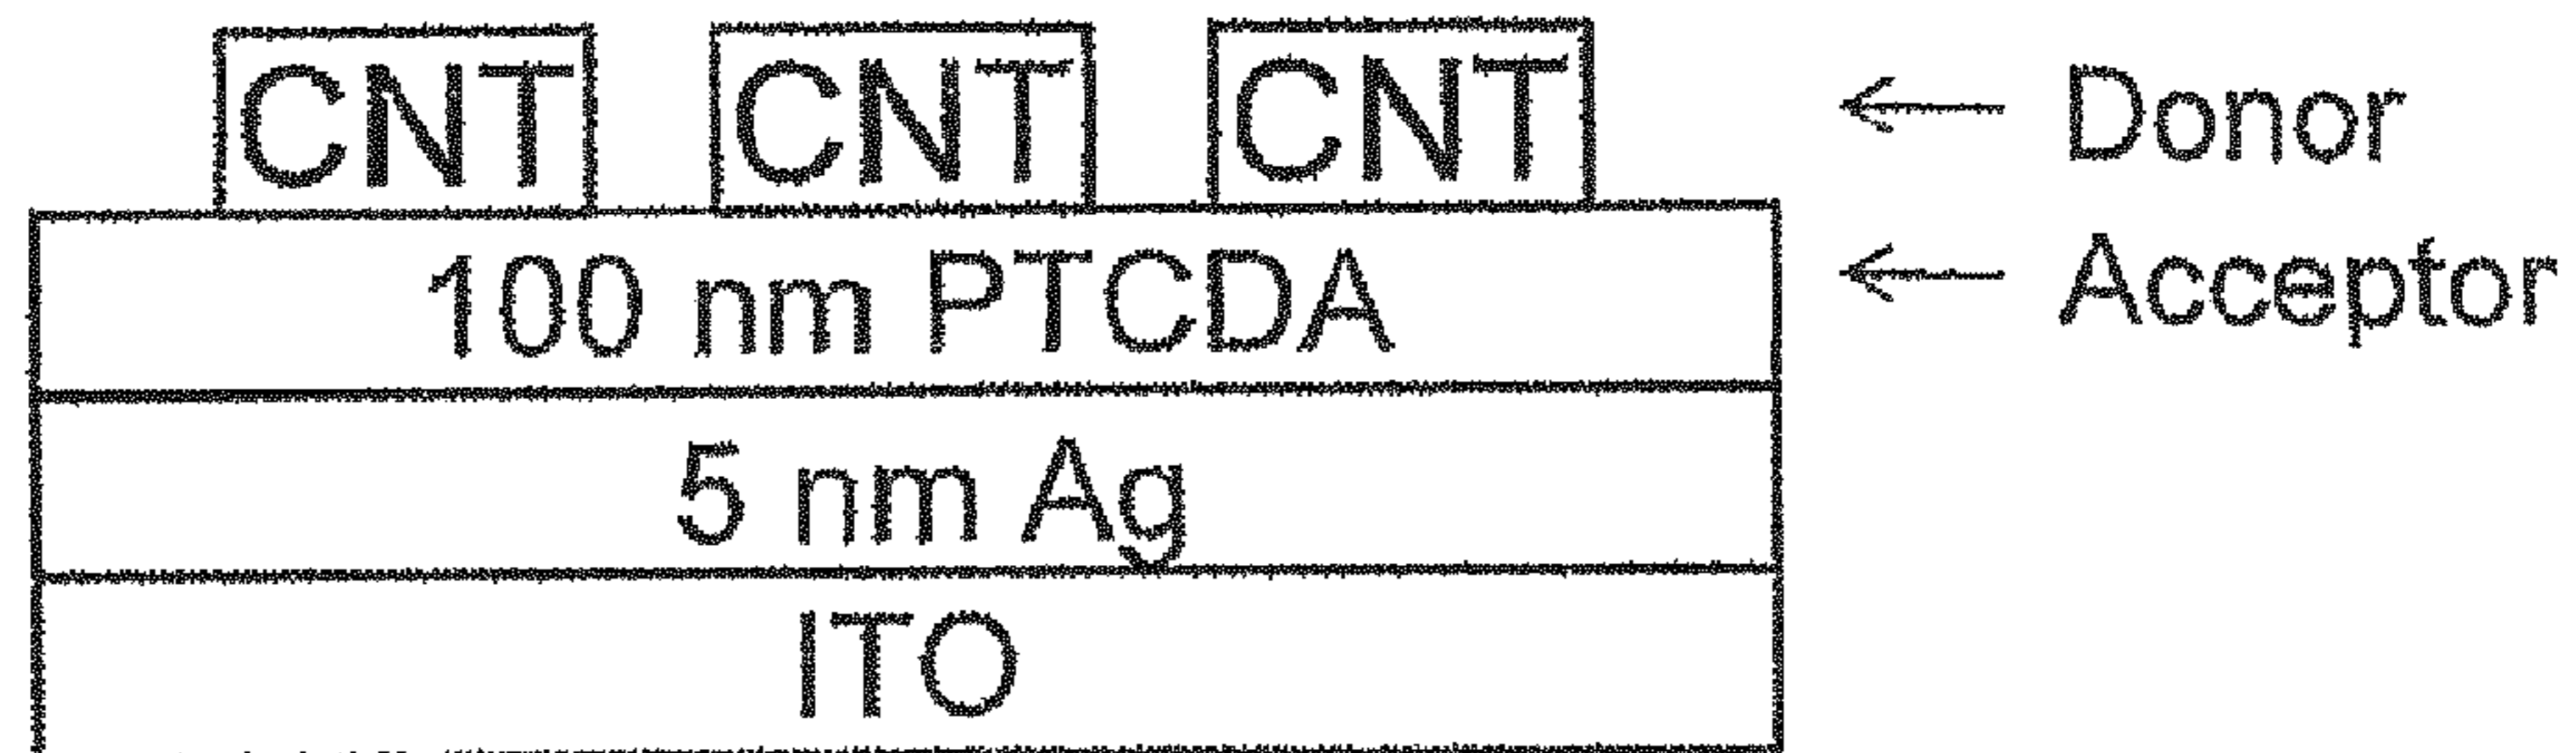 CNT CNT CNT ← Donor
100 nm PTCDA ← Acceptor
5 nm Ag
ITO